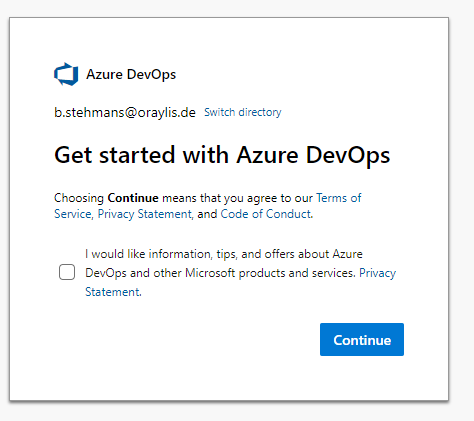 Azure DevOps
b.stehmans@oraylis.de Switch directory
Get started with Azure DevOps
Choosing Continue means that you agree to our Terms of
Service, Privacy Statement, and Code of Conduct.
I would like information, tips, and offers about Azure
DevOps and other Microsoft products and services. Privacy
Statement.
Continue